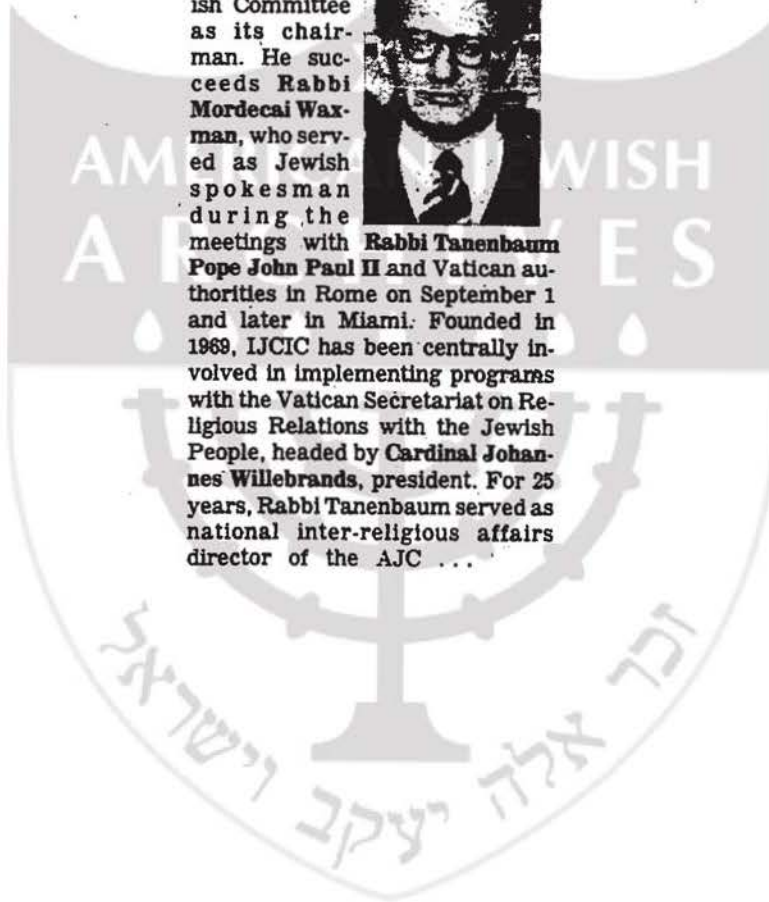 ish Committee
as its chair-
man. He suc-
ceeds Rabbi
Mordecai Wax-
man, who serv-
ed as Jewish
spokesman
during the
meetings with Rabbi Tanenbaum
Pope John Paul II and Vatican au-
thorities in Rome on September 1
and later in Miami. Founded in
1969, IJCIC has been centrally in-
volved in implementing programs
with the Vatican Secretariat on Re-
ligious Relations with the Jewish
People, headed by Cardinal Johan-
nes Willebrands, president. For 25
years, Rabbi Tanenbaum served as
national inter-religious affairs
director of the AJC ...
AMERICAN JEWISH
ARCHIVES
זכר אלה יעקב וישראל